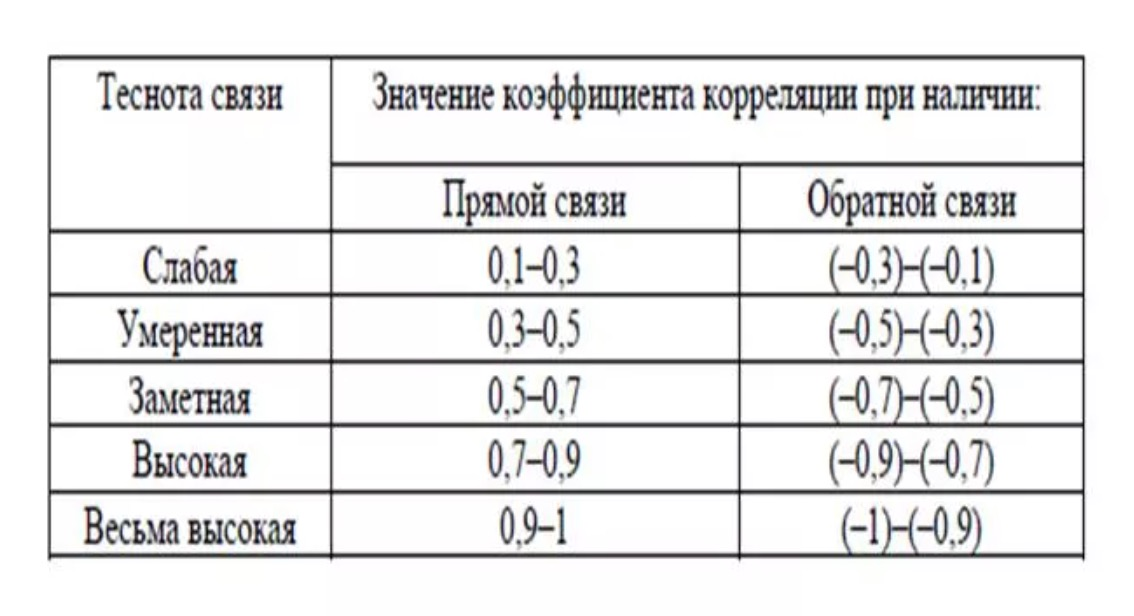 Теснота связи Значение коэффициента корреляции при наличии:
Прямой связи Обратной связи
Слабая 0,1–0,3 (–0,3)–(–0,1)
Умеренная 0,3–0,5 (–0,5)–(–0,3)
Заметная 0,5–0,7 (–0,7)–(–0,5)
Высокая 0,7–0,9 (–0,9)–(–0,7)
Весьма высокая 0,9–1 (–1)–(–0,9)